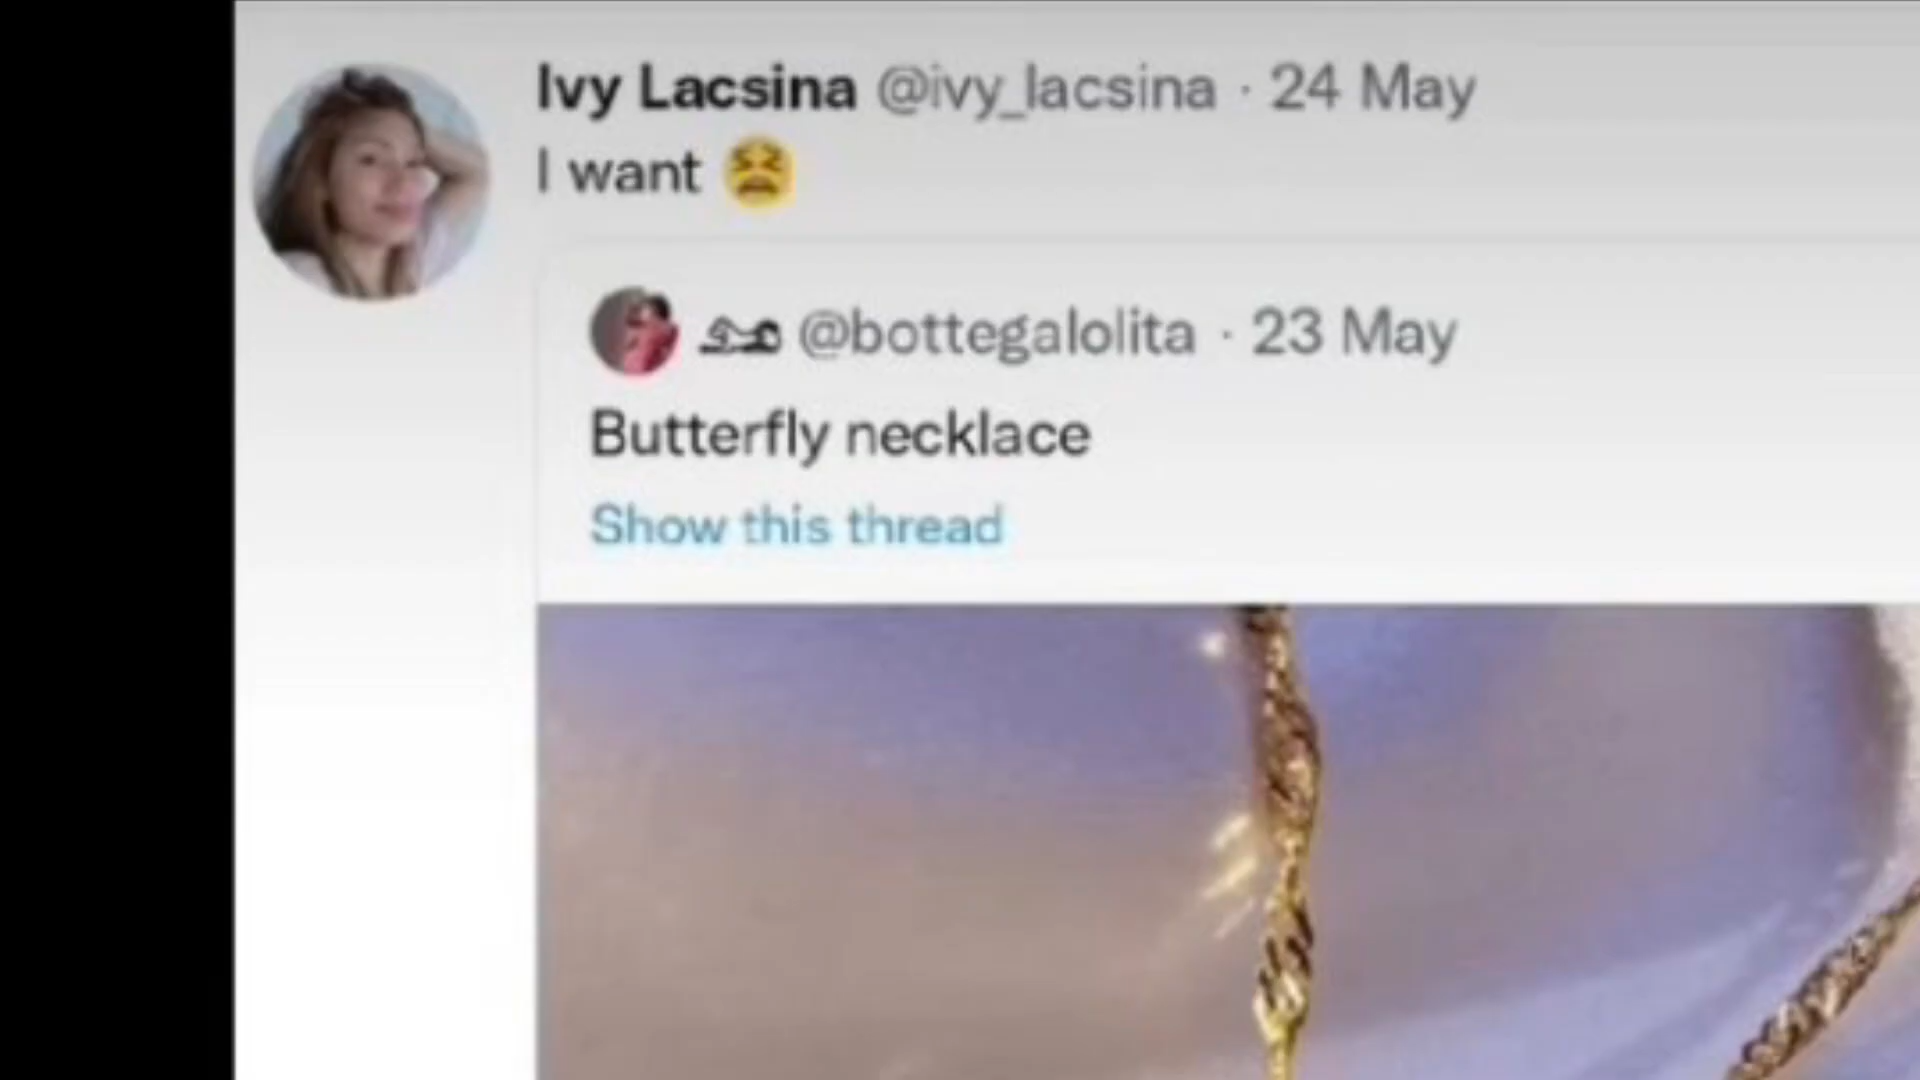 Ivy Lacsina @ivy_lacsina · 24 May
I want 😫
@bottegalolita · 23 May
Butterfly necklace
Show this thread